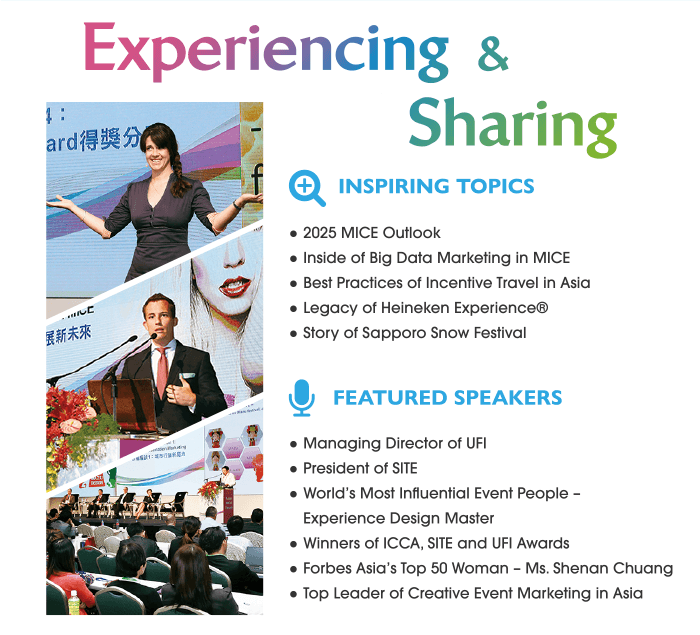 Experiencing &
Sharing
ard得獎分
INSPIRING TOPICS
● 2025 MICE Outlook
● Inside of Big Data Marketing in MICE
● Best Practices of Incentive Travel in Asia
● Legacy of Heineken Experience®
● Story of Sapporo Snow Festival
展新未來
FEATURED SPEAKERS
● Managing Director of UFI
● President of SITE
● World's Most Influential Event People –
Experience Design Master
● Winners of ICCA, SITE and UFI Awards
● Forbes Asia's Top 50 Woman – Ms. Shenan Chuang
● Top Leader of Creative Event Marketing in Asia